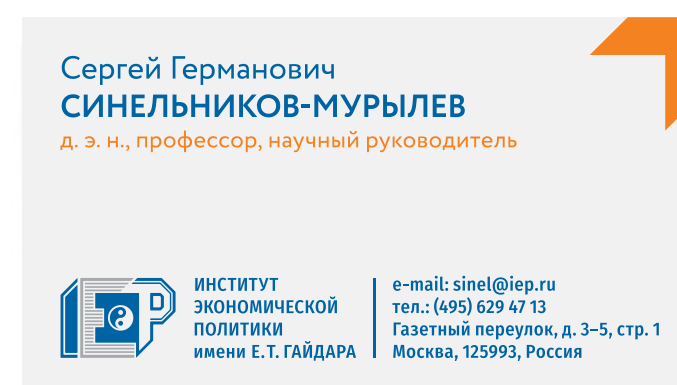 Сергей Германович
СИНЕЛЬНИКОВ-МУРЫЛЕВ
д. э. н., профессор, научный руководитель
ИНСТИТУТ
ЭКОНОМИЧЕСКОЙ
ПОЛИТИКИ
имени Е.Т. ГАЙДАРА
e-mail: sinel@iep.ru
тел.: (495) 629 47 13
Газетный переулок, д. 3–5, стр. 1
Москва, 125993, Россия